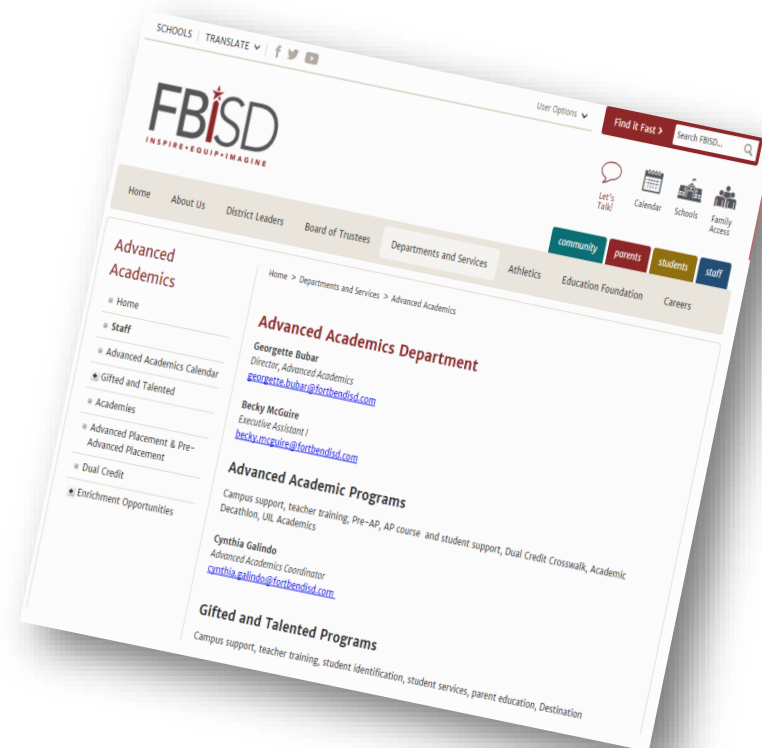 SCHOOLS TRANSLATE
User Options
Find it Fast >
Search FBISD...
FBISD
INSPIRE•EQUIP•IMAGINE
Let's
Talk!
Calendar
Schools
Family
Access
community
parents
students
staff
Home
About Us
District Leaders
Board of Trustees
Departments and Services
Athletics
Education Foundation
Careers
Advanced
Academics
Home
Staff
Advanced Academics Calendar
Gifted and Talented
Academies
Advanced Placement & Pre-
Advanced Placement
Dual Credit
Enrichment Opportunities
Home > Departments and Services > Advanced Academics
Advanced Academics Department
Georgette Bubar
Director, Advanced Academics
georgette.bubar@fortbendisd.com
Becky McGuire
Executive Assistant I
becky.mcguire@fortbendisd.com
Advanced Academic Programs
Campus support, teacher training, Pre-AP, AP course and student support, Dual Credit Crosswalk, Academic
Decathlon, UIL Academics
Cynthia Galindo
Advanced Academics Coordinator
cynthia.galindo@fortbendisd.com
Gifted and Talented Programs
Campus support, teacher training, student identification, student services, parent education, Destination